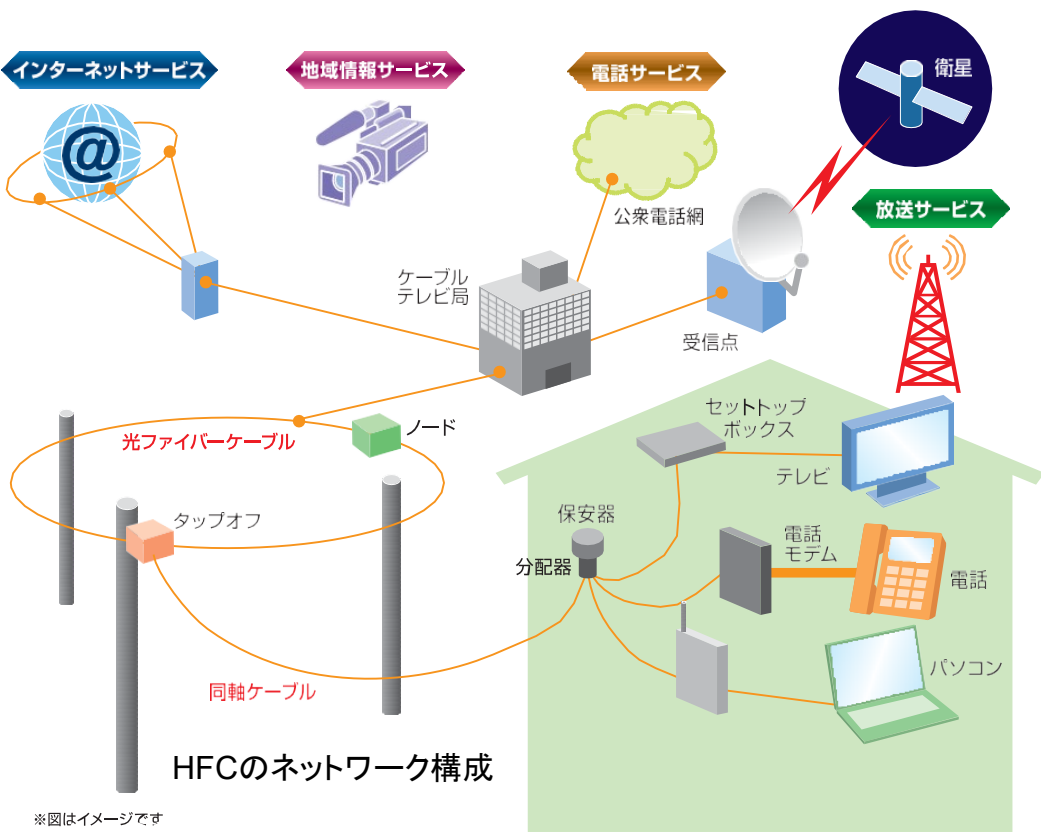 インターネットサービス
地域情報サービス
電話サービス
衛星
@
公衆電話網
放送サービス
ケーブル
テレビ局
受信点
セットトップ
ボックス
光ファイバーケーブル
ノード
テレビ
タップオフ
保安器
電話
モデム
分配器
電話
パソコン
同軸ケーブル
HFCのネットワーク構成
※図はイメージです